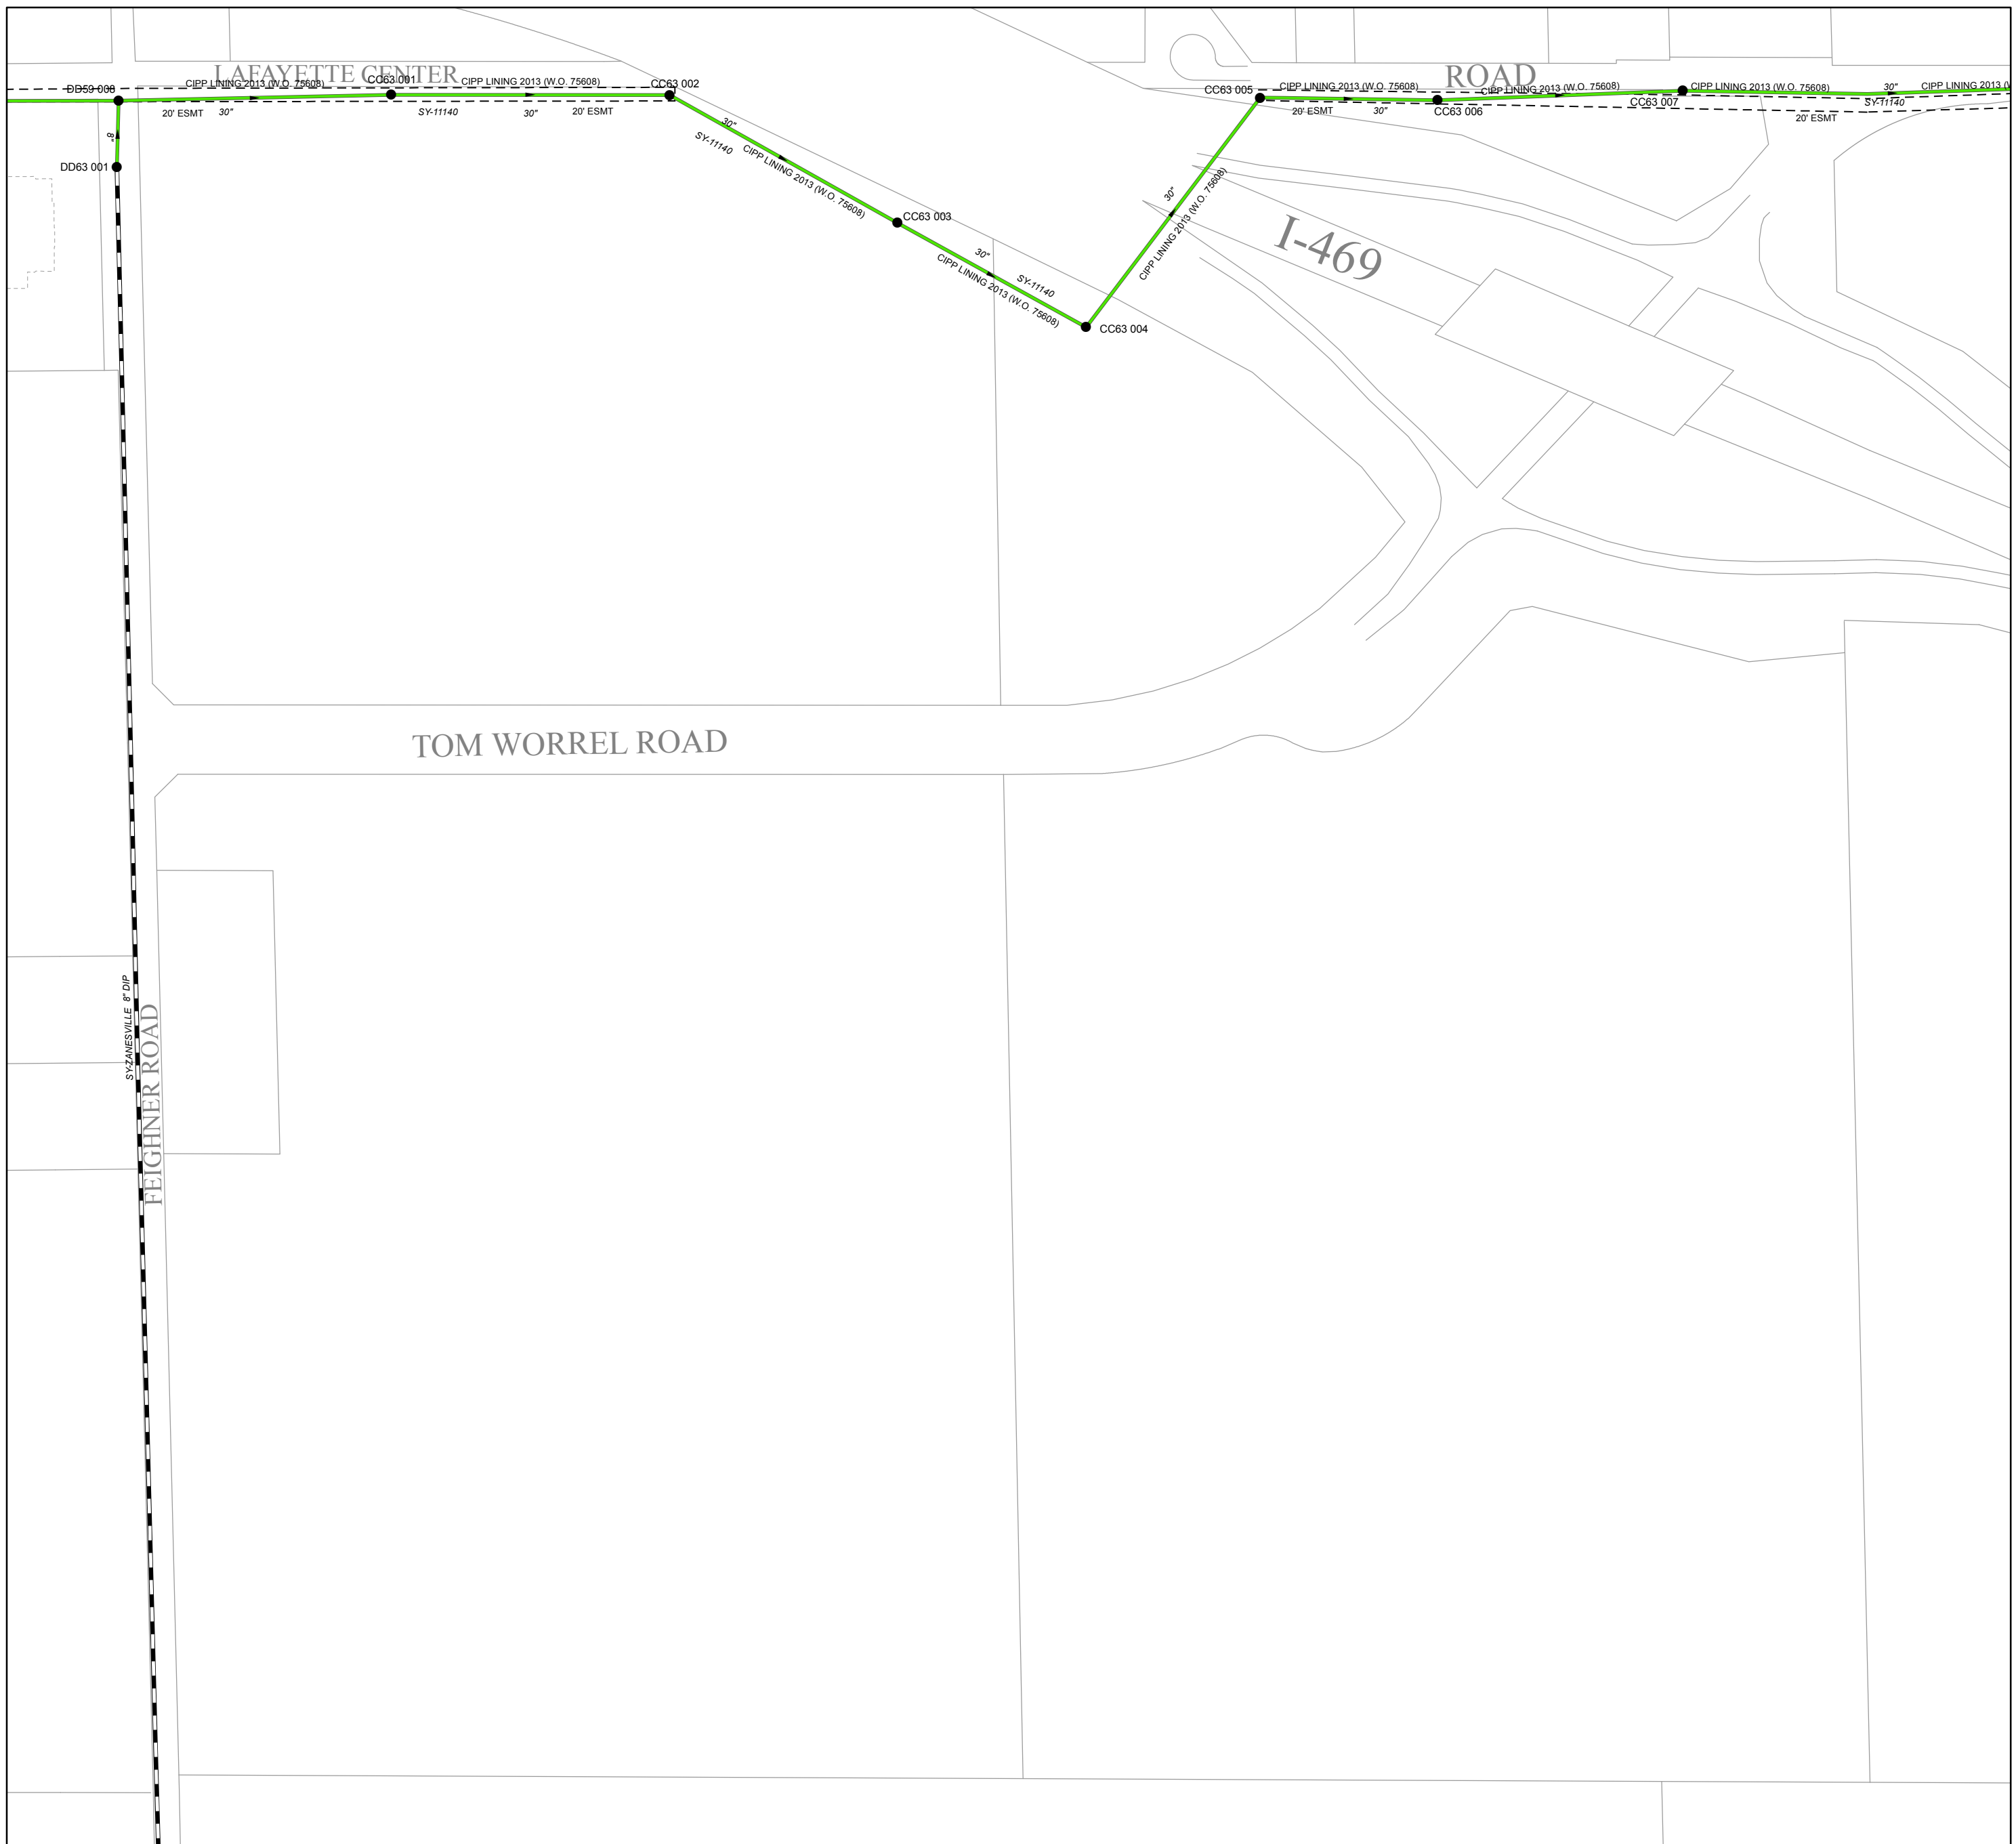 LAFAYETTE CENTER
ROAD
CIPP LINING 2013 (W.O. 75608)
CC63 001
CIPP LINING 2013 (W.O. 75608)
CC63 002
DD59 008
20' ESMT
30"
SY-11140
30"
20' ESMT
8"
DD63 001
30"
SY-11140
CIPP LINING 2013 (W.O. 75608)
CC63 003
30"
SY-11140
CIPP LINING 2013 (W.O. 75608)
CC63 004
30"
CIPP LINING 2013 (W.O. 75608)
CC63 005
CIPP LINING 2013 (W.O. 75608)
20' ESMT
30"
CC63 006
CIPP LINING 2013 (W.O. 75608)
CC63 007
CIPP LINING 2013 (W.O. 75608)
30"
SY-11140
20' ESMT
CIPP LINING 2013 (W
I-469
TOM WORREL ROAD
SY-ZANESVILLE 8" DIP
FEIGHNER ROAD